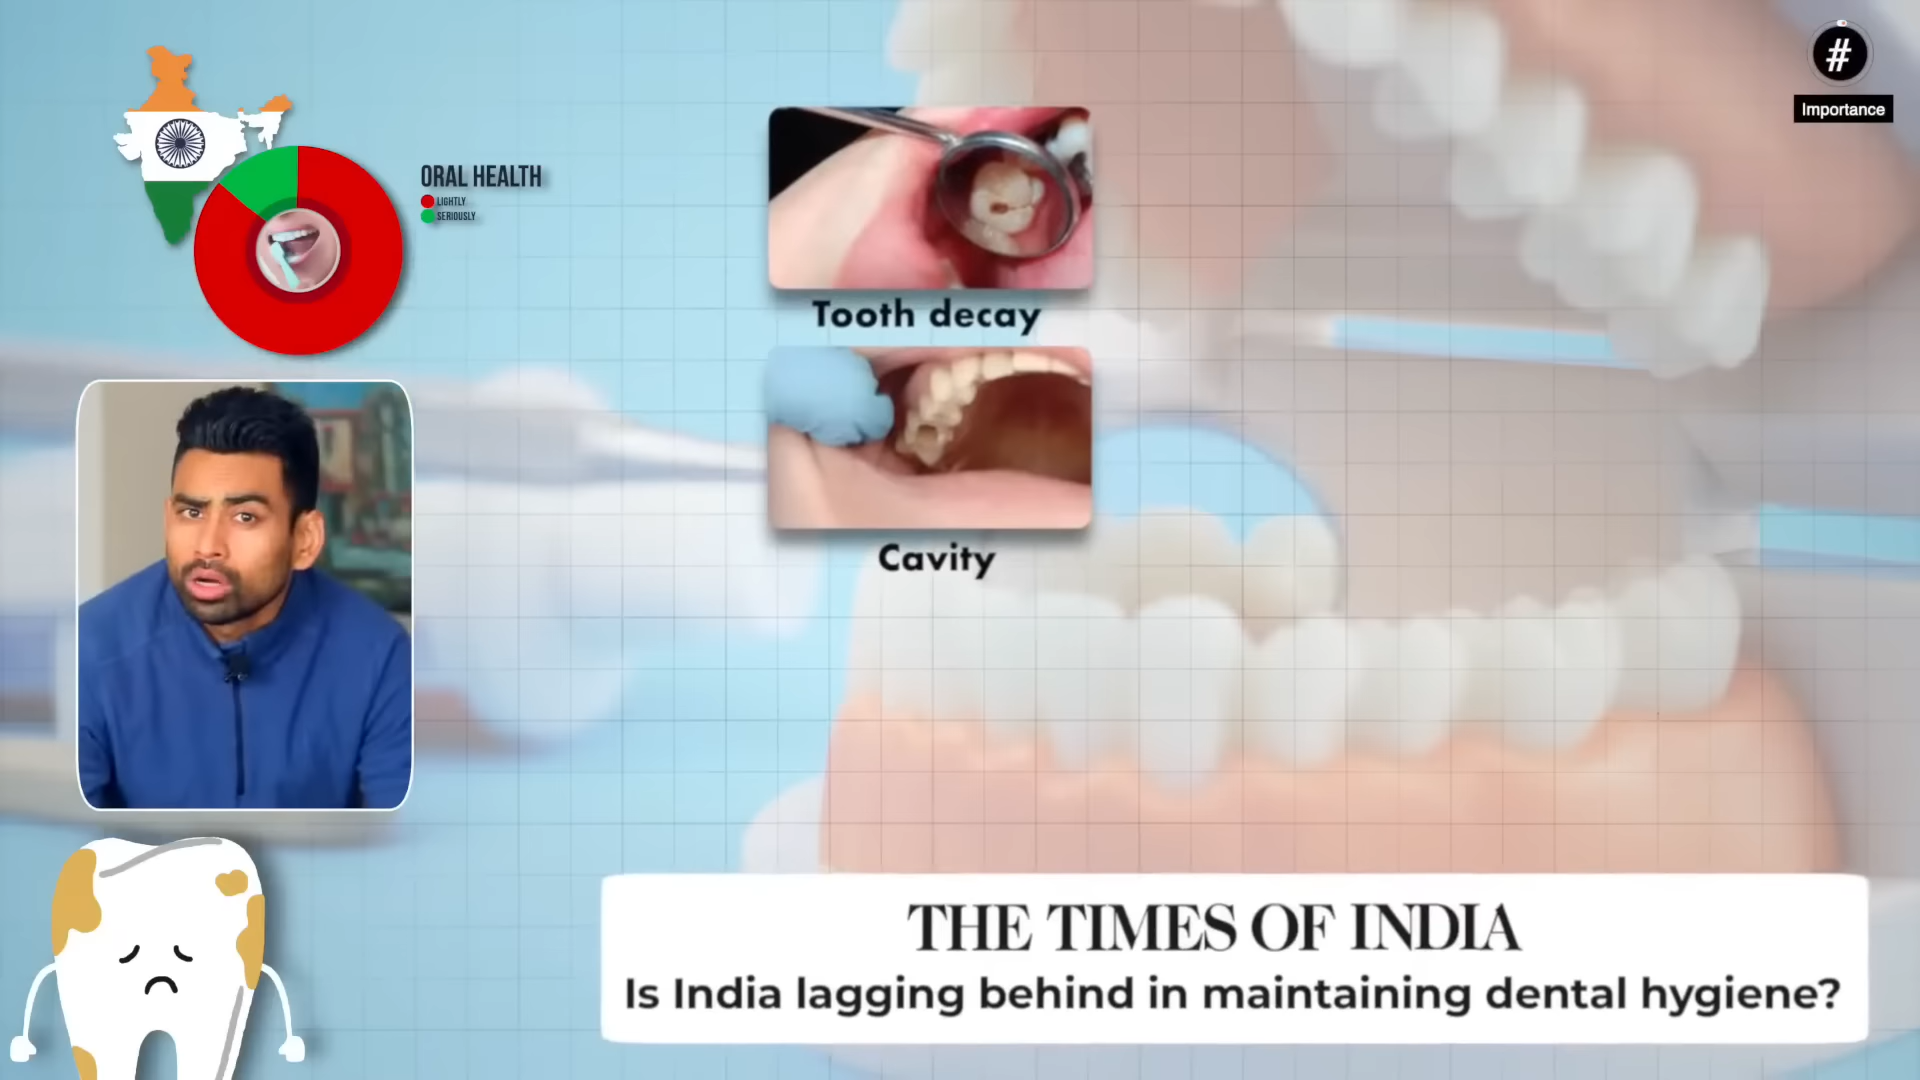 #
Importance
ORAL HEALTH
LIGHTLY
SERIOUSLY
Tooth decay
Cavity
THE TIMES OF INDIA
Is India lagging behind in maintaining dental hygiene?